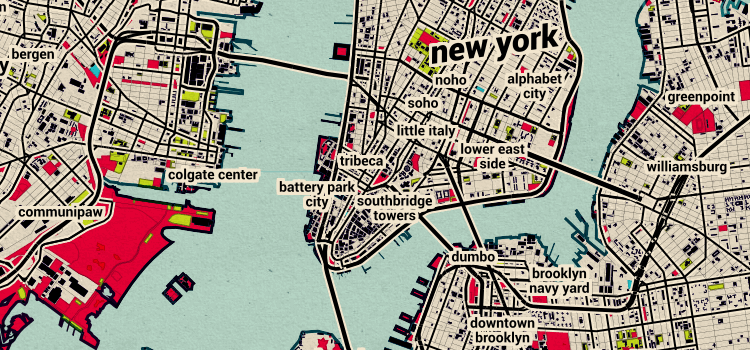 new york
bergen
noho
alphabet
city
greenpoint
soho
little italy
lower east
side
tribeca
williamsburg
colgate center
battery park
city
southbridge
towers
communipaw
dumbo
brooklyn
navy yard
downtown
brooklyn